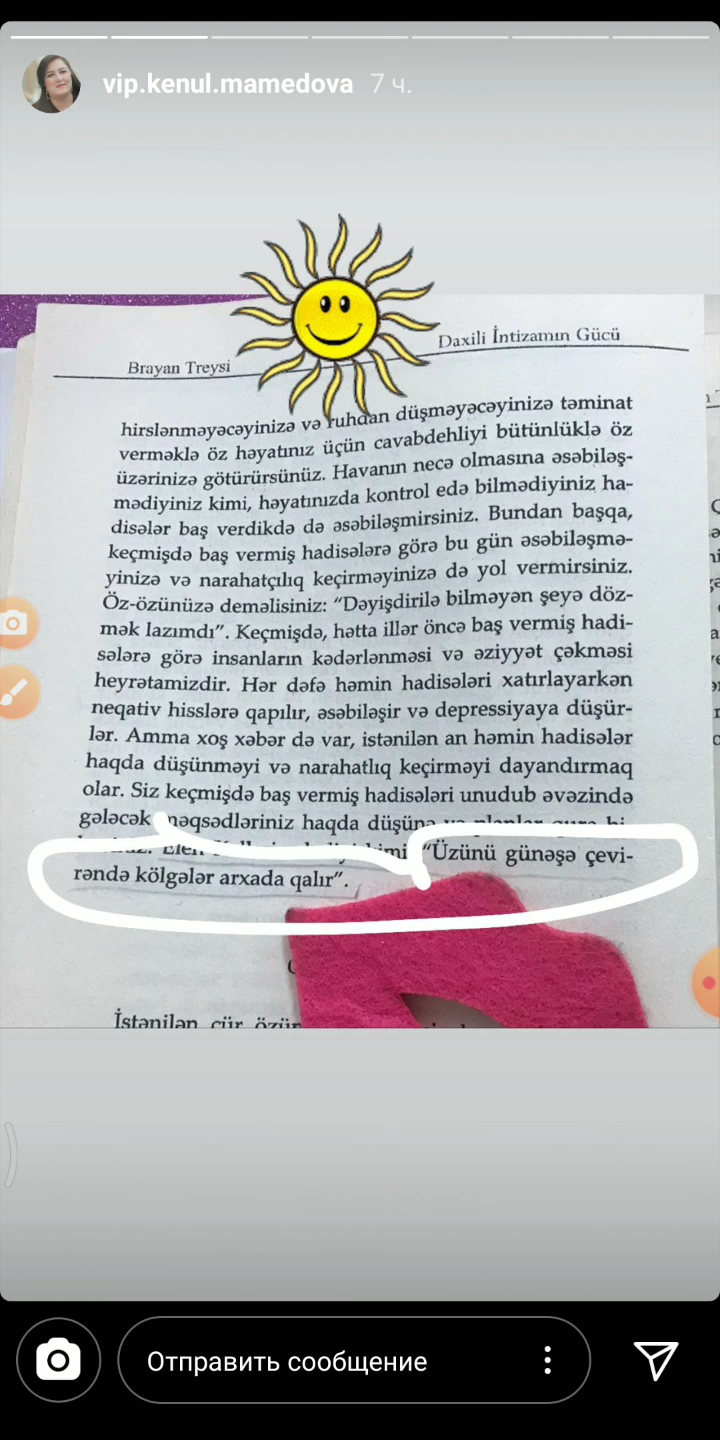 vip.kenul.mamedova 7 ч.
Brayan Treysi
Daxili İntizamın Gücü
hirslənməyəcəyinizə və ruhdan düşməyəcəyinizə təminat
verməklə öz həyatınız üçün cavabdehliyi bütünlüklə öz
üzərinizə götürürsünüz. Havanın necə olmasına əsəbiləş-
mədiyiniz kimi, həyatınızda kontrol edə bilmədiyiniz ha-
disələr baş verdikdə də əsəbiləşmirsiniz. Bundan başqa,
keçmişdə baş vermiş hadisələrə görə bu gün əsəbiləşmə-
yinizə və narahatçılıq keçirməyinizə də yol vermirsiniz.
Öz-özünüzə deməlisiniz: “Dəyişdirilə bilməyən şeyə döz-
mək lazımdı”. Keçmişdə, hətta illər öncə baş vermiş hadi-
sələrə görə insanların kədərlənməsi və əziyyət çəkməsi
heyrətamizdir. Hər dəfə həmin hadisələri xatırlayarkən
neqativ hisslərə qapılır, əsəbiləşir və depressiyaya düşür-
lər. Amma xoş xəbər də var, istənilən an həmin hadisələr
haqda düşünməyi və narahatlıq keçirməyi dayandırmaq
olar. Siz keçmişdə baş vermiş hadisələri unudub əvəzində
gələcək məqsədləriniz haqda düşünə və planlar qura bi-
“Üzünü günəşə çevi-
rəndə kölgələr arxada qalır”.
İstənilən cür
Отправить сообщение